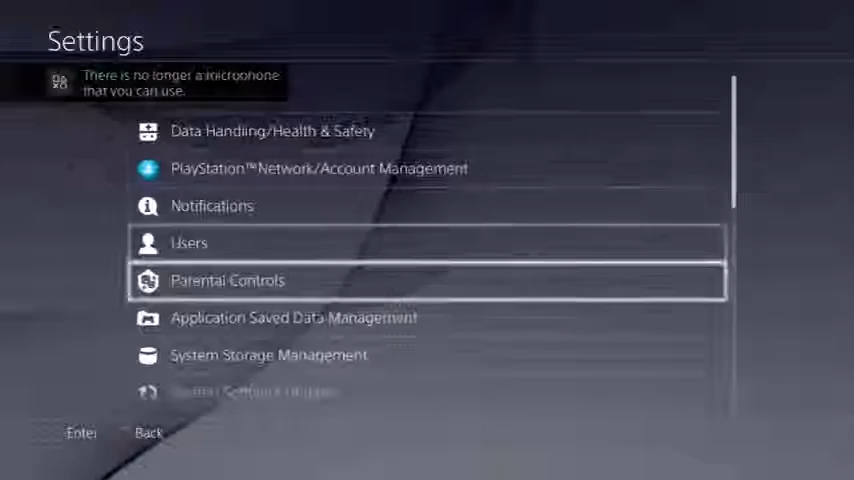 Settings
There is no longer a microphone
that you can use.
Data Handling/Health & Safety
PlayStation™Network/Account Management
Notifications
Users
Parental Controls
Application Saved Data Management
System Storage Management
Enter
Back